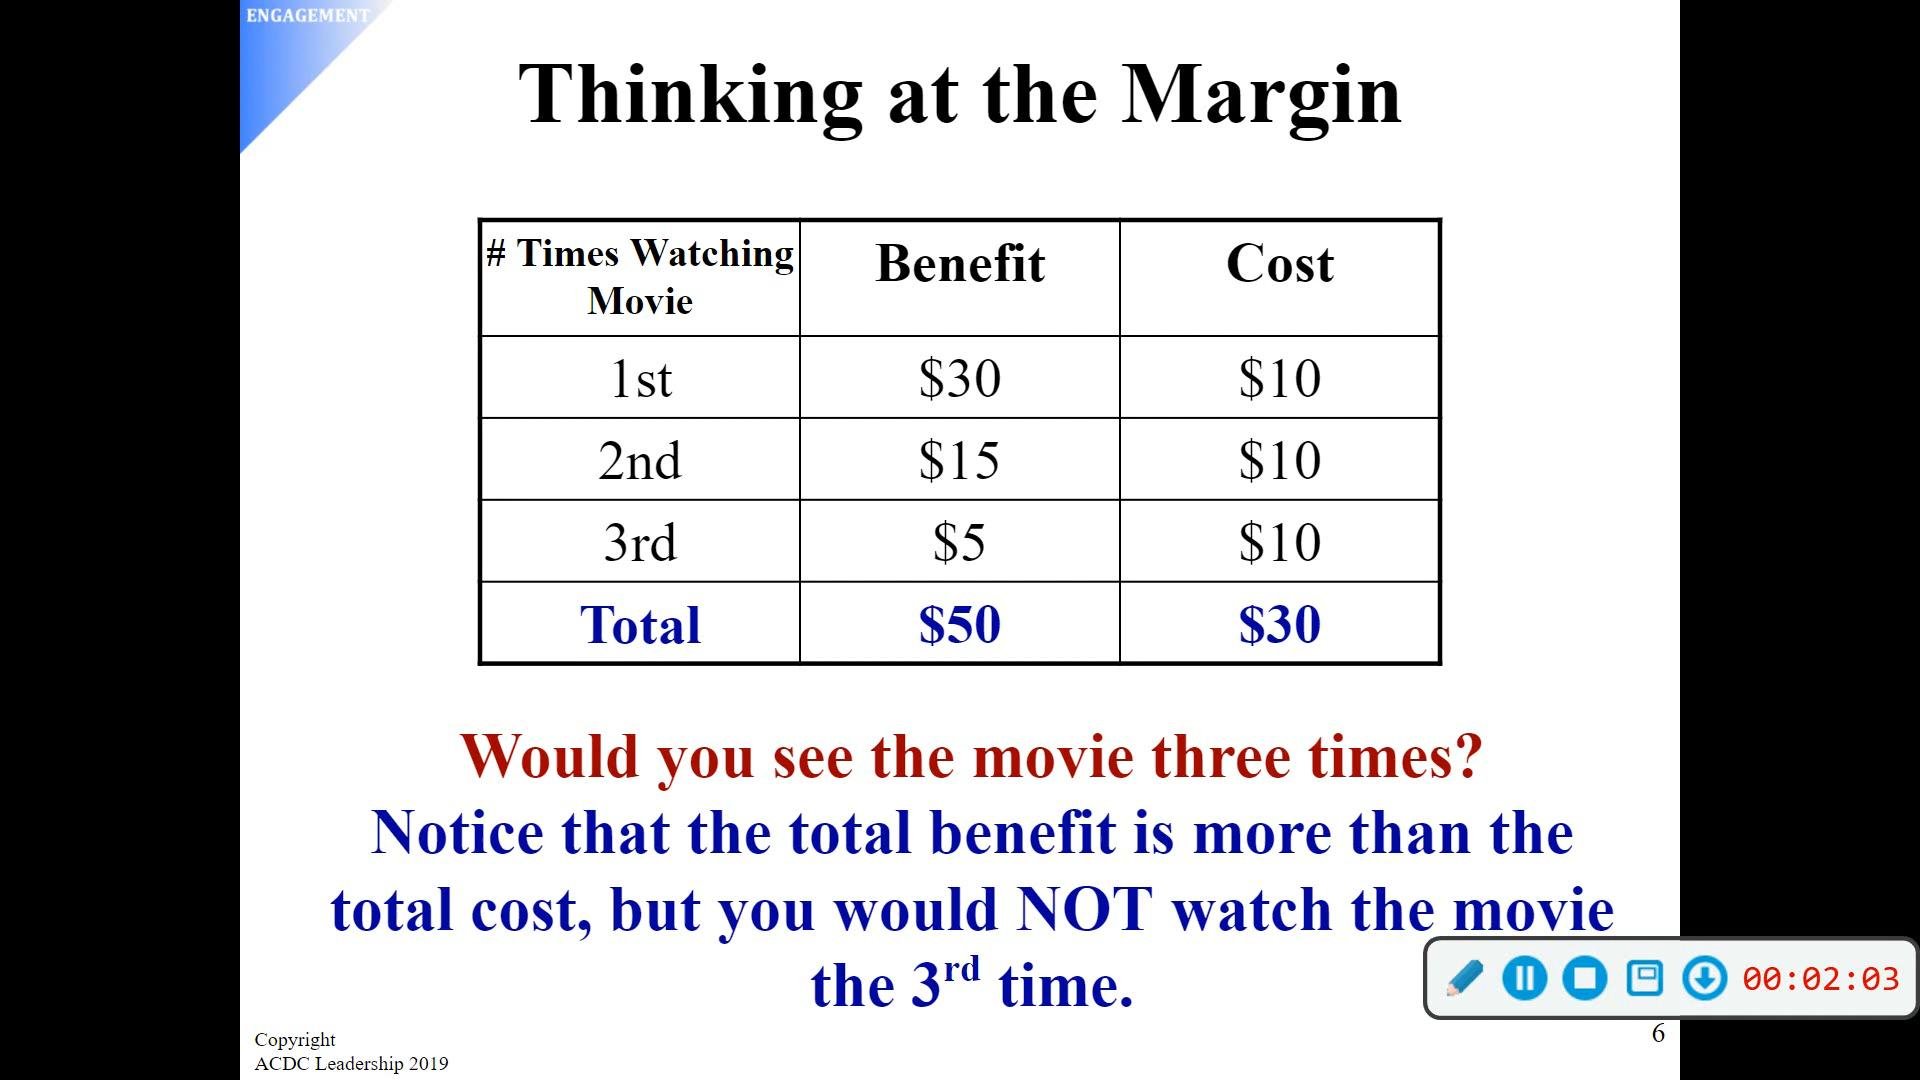 ENGAGEMENT
Thinking at the Margin
# Times Watching Movie Benefit Cost
1st $30 $10
2nd $15 $10
3rd $5 $10
Total $50 $30
Would you see the movie three times?
Notice that the total benefit is more than the
total cost, but you would NOT watch the movie
the 3rd time.
00:02:03
Copyright
ACDC Leadership 2019
6